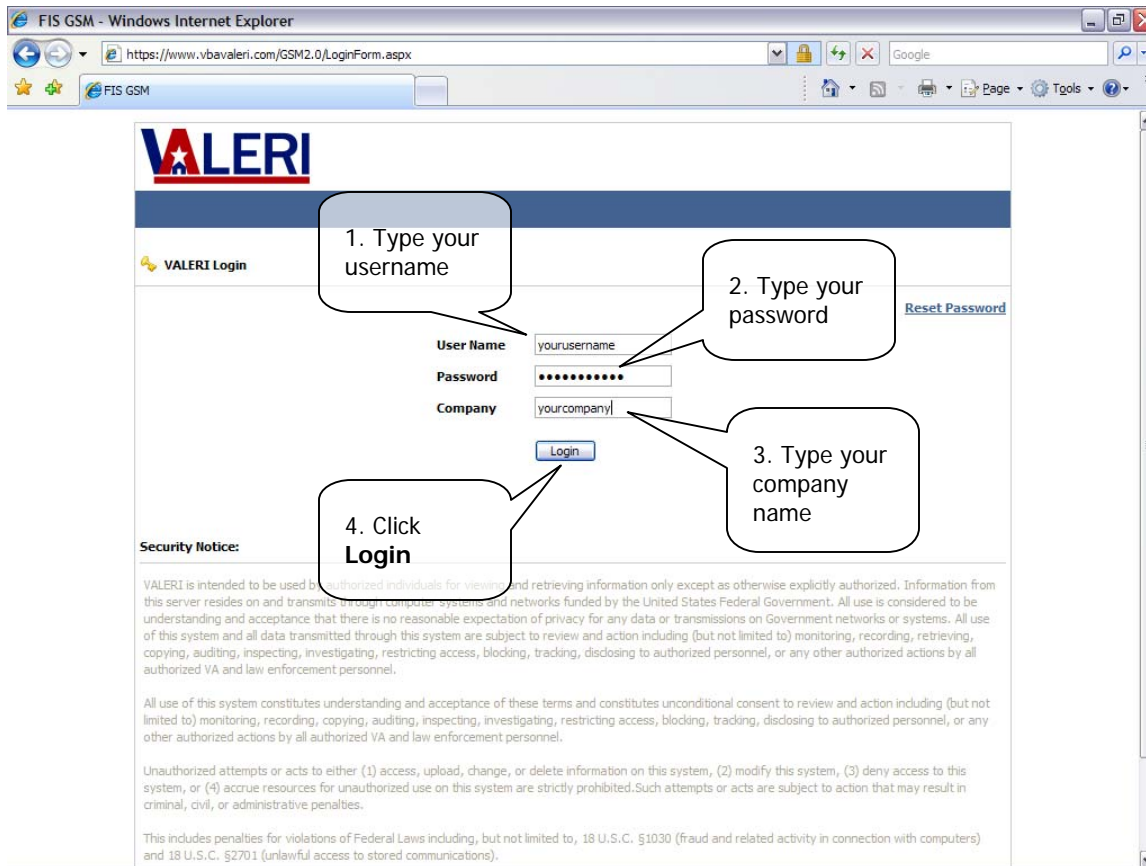 FIS GSM - Windows Internet Explorer
https://www.vbavaleri.com/GSM2.0/LoginForm.aspx
Google
FIS GSM
Page
Tools
VALERI
VALERI Login
1. Type your
username
2. Type your
password
Reset Password
User Name
yourusername
Password
•••••••••••
Company
yourcompany
Login
3. Type your
company
name
4. Click
Login
Security Notice:
VALERI is intended to be used by authorized individuals for viewing and retrieving information only except as otherwise explicitly authorized. Information from
this server resides on and transmits through computer systems and networks funded by the United States Federal Government. All use is considered to be
understanding and acceptance that there is no reasonable expectation of privacy for any data or transmissions on Government networks or systems. All use
of this system and all data transmitted through this system are subject to review and action including (but not limited to) monitoring, recording, retrieving,
copying, auditing, inspecting, investigating, restricting access, blocking, tracking, disclosing to authorized personnel, or any other authorized actions by all
authorized VA and law enforcement personnel.
All use of this system constitutes understanding and acceptance of these terms and constitutes unconditional consent to review and action including (but not
limited to) monitoring, recording, copying, auditing, inspecting, investigating, restricting access, blocking, tracking, disclosing to authorized personnel, or any
other authorized actions by all authorized VA and law enforcement personnel.
Unauthorized attempts or acts to either (1) access, upload, change, or delete information on this system, (2) modify this system, (3) deny access to this
system, or (4) accrue resources for unauthorized use on this system are strictly prohibited.Such attempts or acts are subject to action that may result in
criminal, civil, or administrative penalties.
This includes penalties for violations of Federal Laws including, but not limited to, 18 U.S.C. §1030 (fraud and related activity in connection with computers)
and 18 U.S.C. §2701 (unlawful access to stored communications).